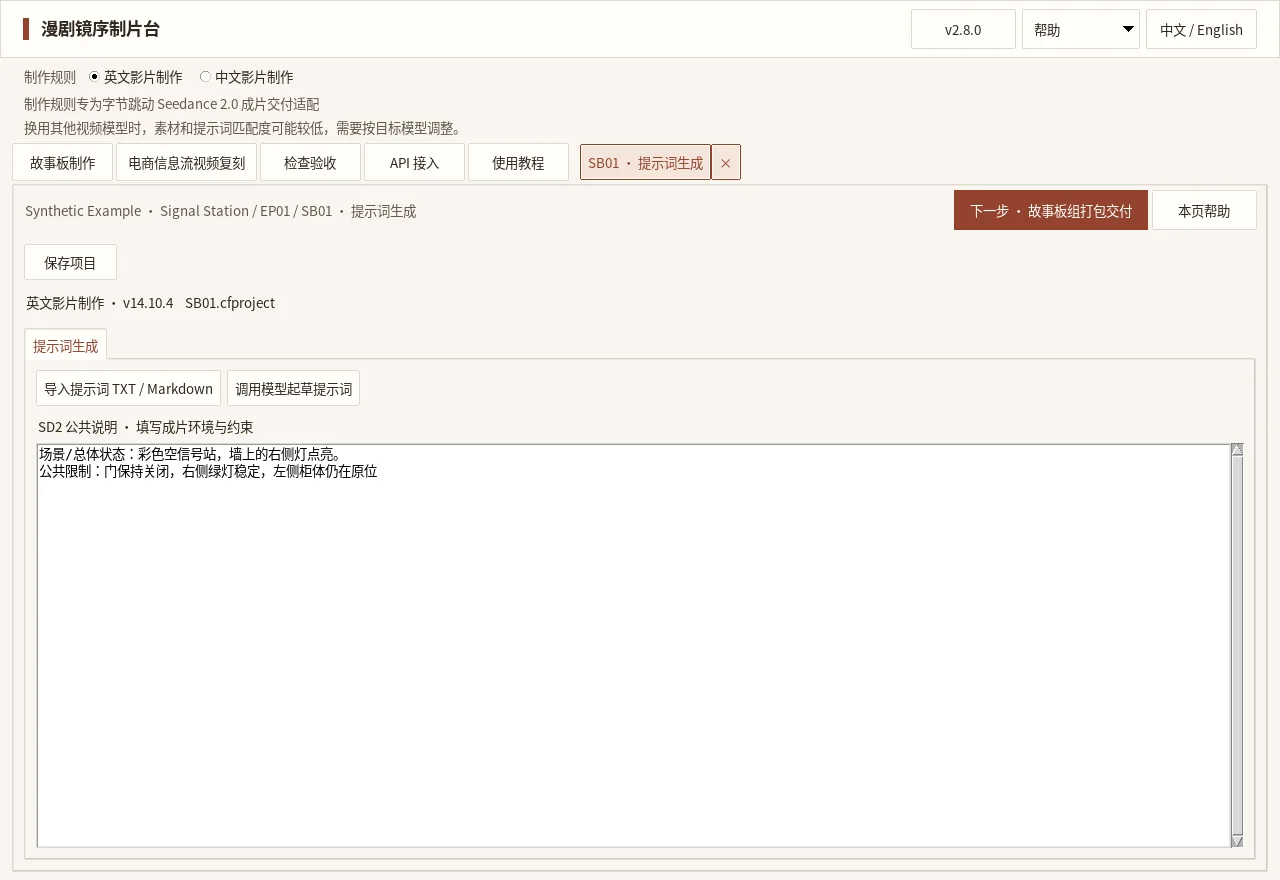 漫剧镜序制片台
v2.8.0
帮助
中文 / English
制作规则 英文影片制作 中文影片制作
制作规则专为字节跳动 Seedance 2.0 成片交付适配
换用其他视频模型时，素材和提示词匹配度可能较低，需要按目标模型调整。
故事板制作 电商信息流视频复刻 检查验收 API 接入 使用教程 SB01 · 提示词生成 ×
Synthetic Example · Signal Station / EP01 / SB01 · 提示词生成
下一步 · 故事板组打包交付
本页帮助
保存项目
英文影片制作 · v14.10.4 SB01.cfproject
提示词生成
导入提示词 TXT / Markdown 调用模型起草提示词
SD2 公共说明 · 填写成片环境与约束
场景/总体状态：彩色空信号站，墙上的右侧灯点亮。
公共限制：门保持关闭，右侧绿灯稳定，左侧柜体仍在原位